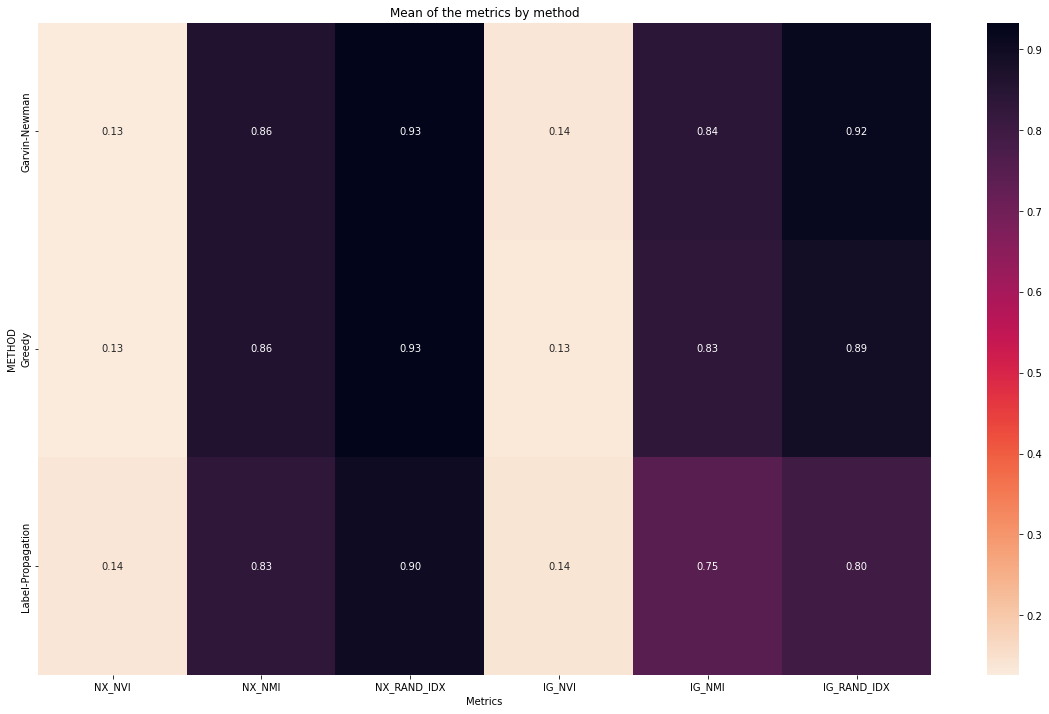 Mean of the metrics by method
Garvin-Newman
0.13 0.86 0.93 0.14 0.84 0.92
METHOD
Greedy
0.13 0.86 0.93 0.13 0.83 0.89
Label-Propagation
0.14 0.83 0.90 0.14 0.75 0.80
NX_NVI NX_NMI NX_RAND_IDX IG_NVI IG_NMI IG_RAND_IDX
Metrics
0.9
0.8
0.7
0.6
0.5
0.4
0.3
0.2